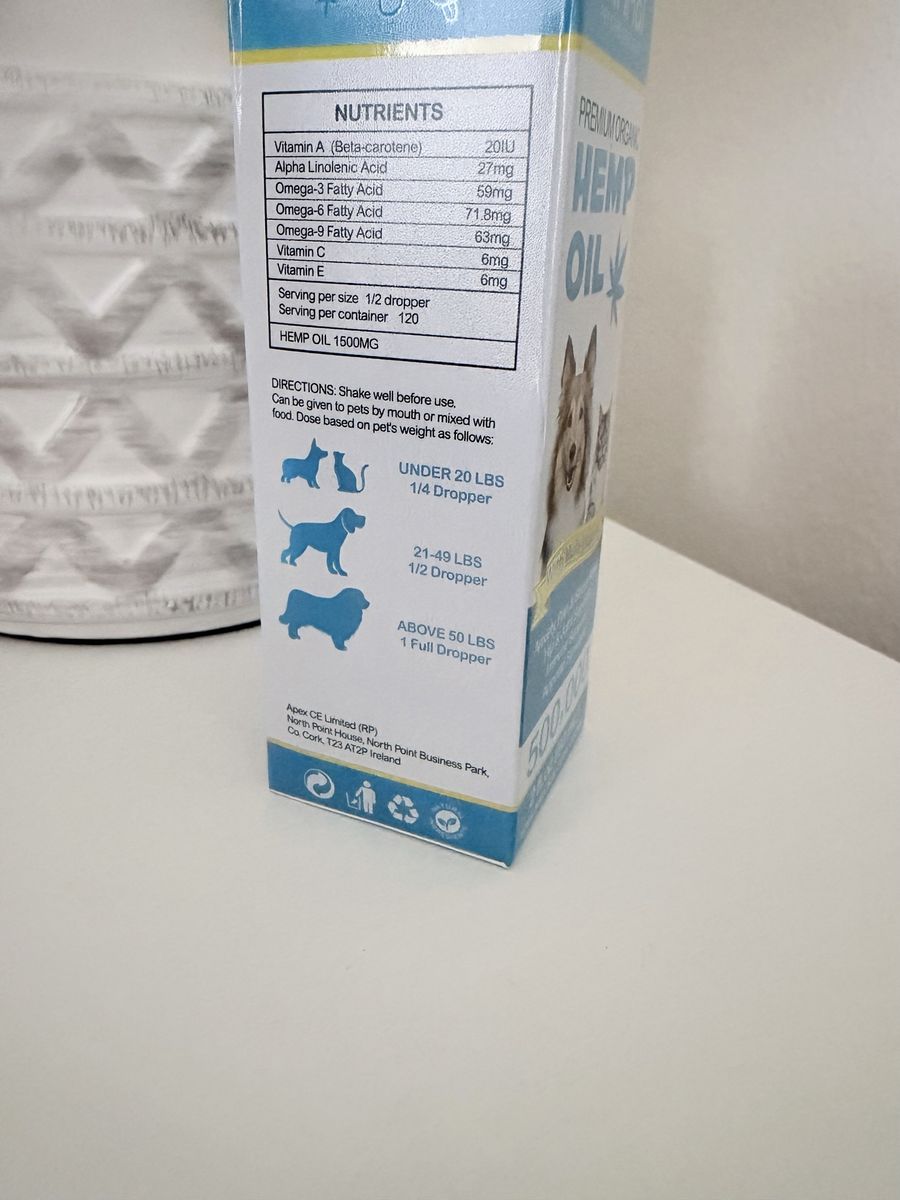 NUTRIENTS
Vitamin A (Beta-carotene) 20IU
Alpha Linolenic Acid 27mg
Omega-3 Fatty Acid 59mg
Omega-6 Fatty Acid 71.8mg
Omega-9 Fatty Acid 63mg
Vitamin C 6mg
Vitamin E 6mg
Serving per size 1/2 dropper
Serving per container 120
HEMP OIL 1500MG
DIRECTIONS: Shake well before use.
Can be given to pets by mouth or mixed with
food. Dose based on pet's weight as follows:
UNDER 20 LBS
1/4 Dropper
21-49 LBS
1/2 Dropper
ABOVE 50 LBS
1 Full Dropper
Apex CE Limited (RP)
North Point House, North Point Business Park,
Co. Cork, T23 AT2P Ireland
PREMIUM
HEMP
OIL